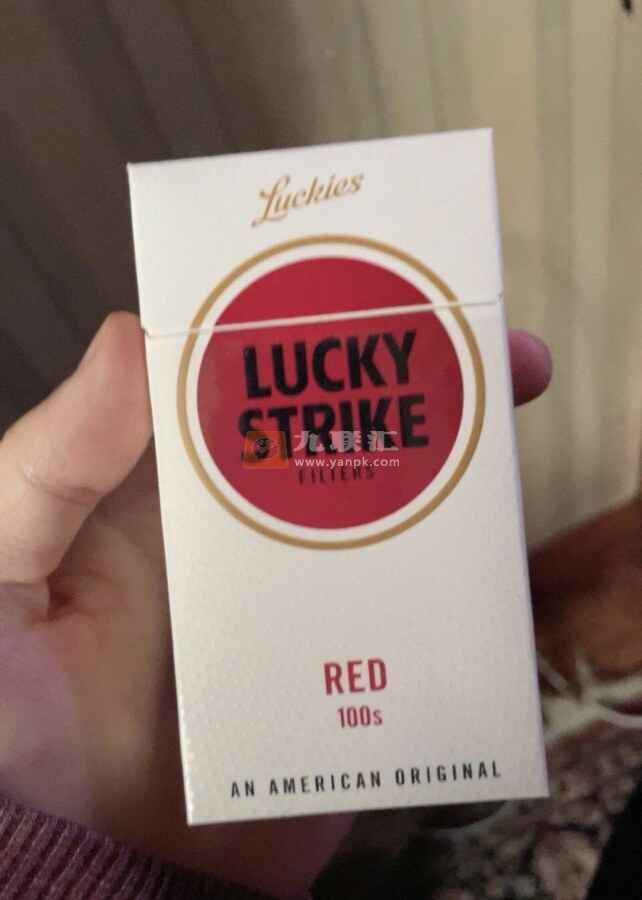 Luckies
LUCKY
STRIKE
九联汇
www.yanpk.com
FILTERS
RED
100s
AN AMERICAN ORIGINAL